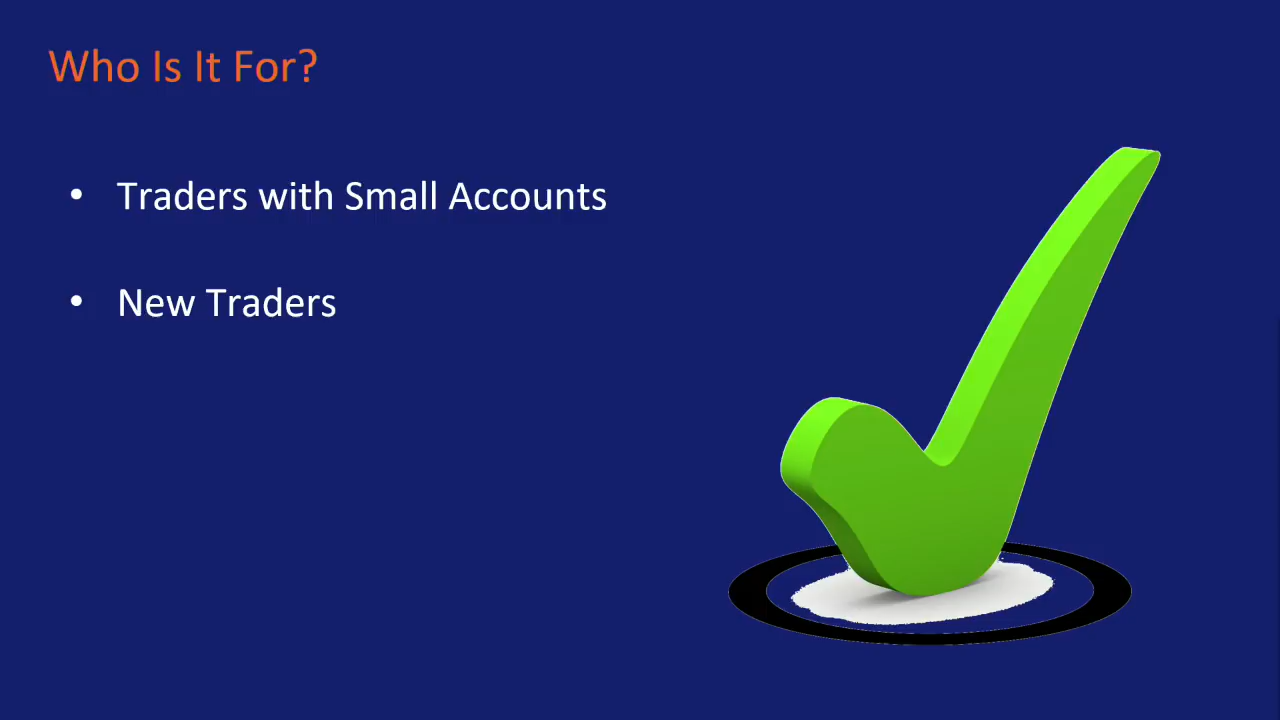 Who Is It For?
• Traders with Small Accounts
• New Traders